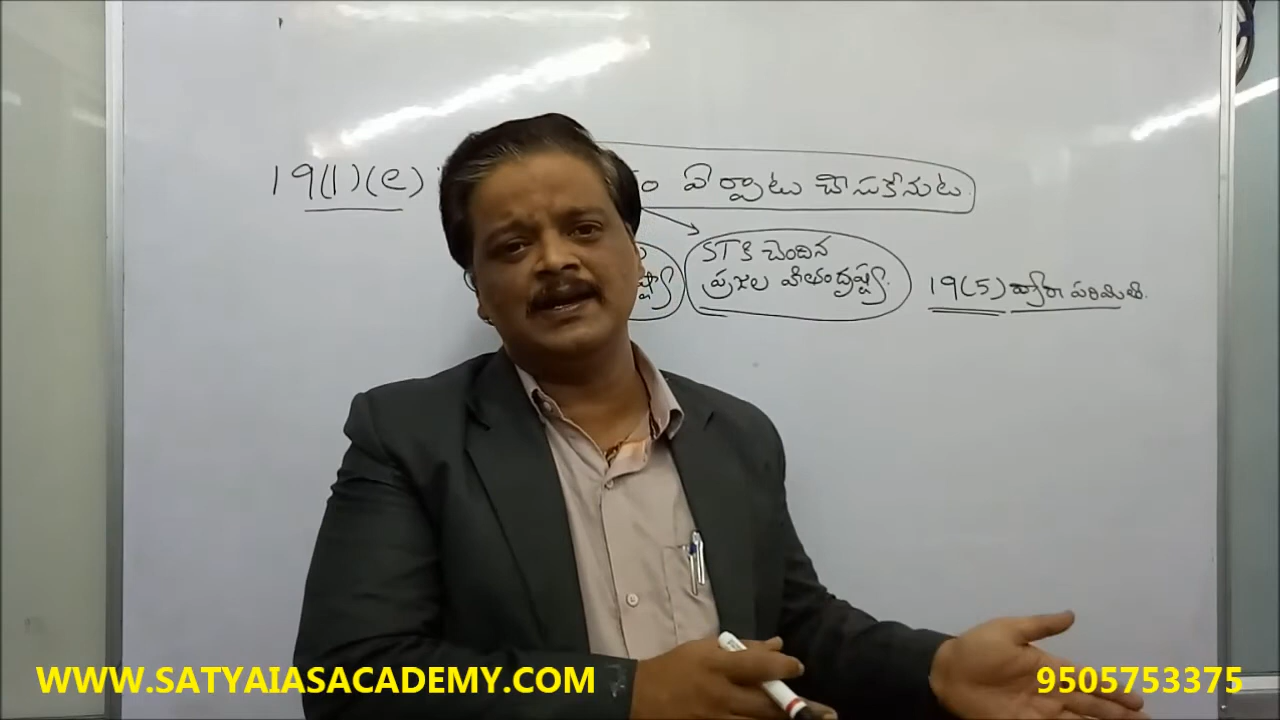 19(1)(e) ఏర్పాటు చేసుకొనుట.
STకి చెందిన
ప్రజల హితం దృష్ట్యా.
19(5) ద్వారా పరిమితి.
WWW.SATYAIASACADEMY.COM
9505753375